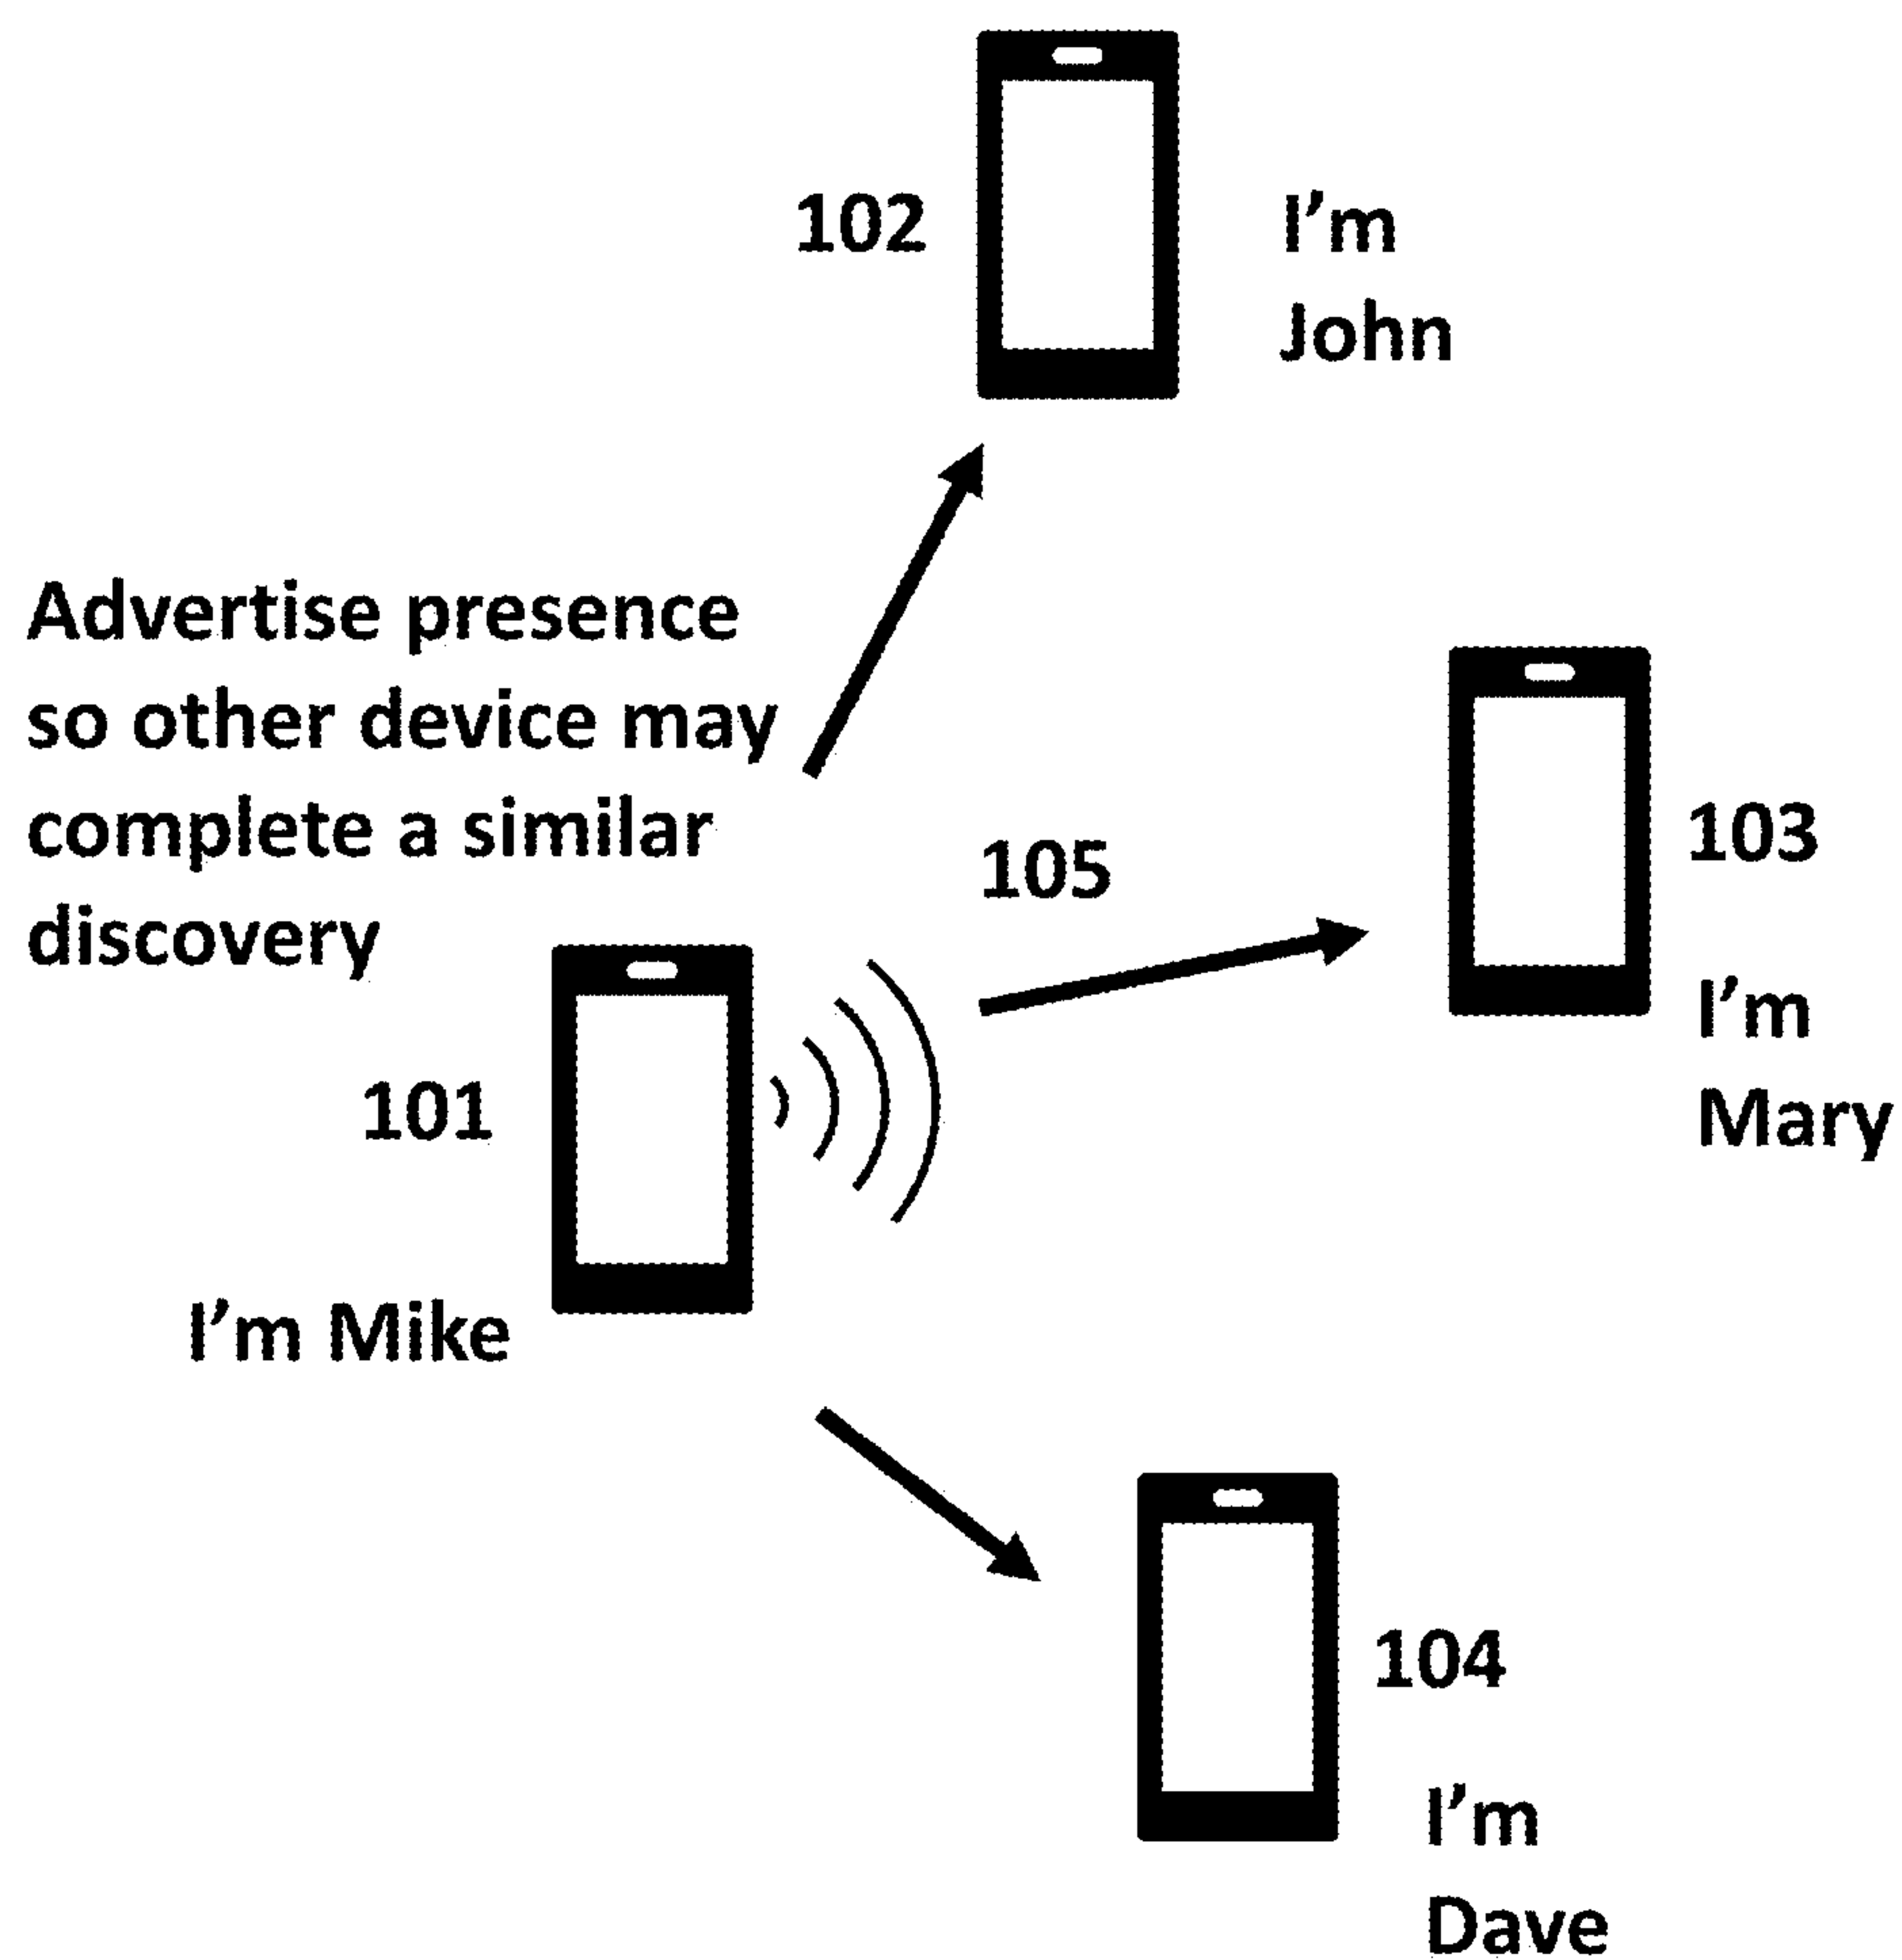 102
I'm
John
Advertise presence
so other device may
complete a similar
discovery
105
103
I'm
Mary
101
I'm Mike
104
I'm
Dave